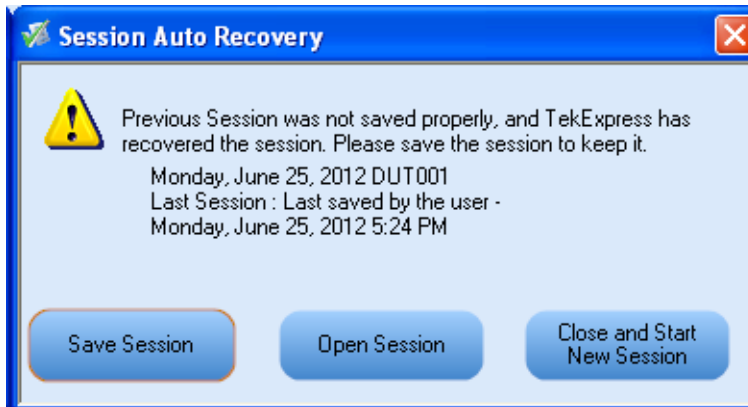 Session Auto Recovery
Previous Session was not saved properly, and TekExpress has
recovered the session. Please save the session to keep it.
Monday, June 25, 2012 DUT001
Last Session : Last saved by the user -
Monday, June 25, 2012 5:24 PM
Save Session
Open Session
Close and Start
New Session